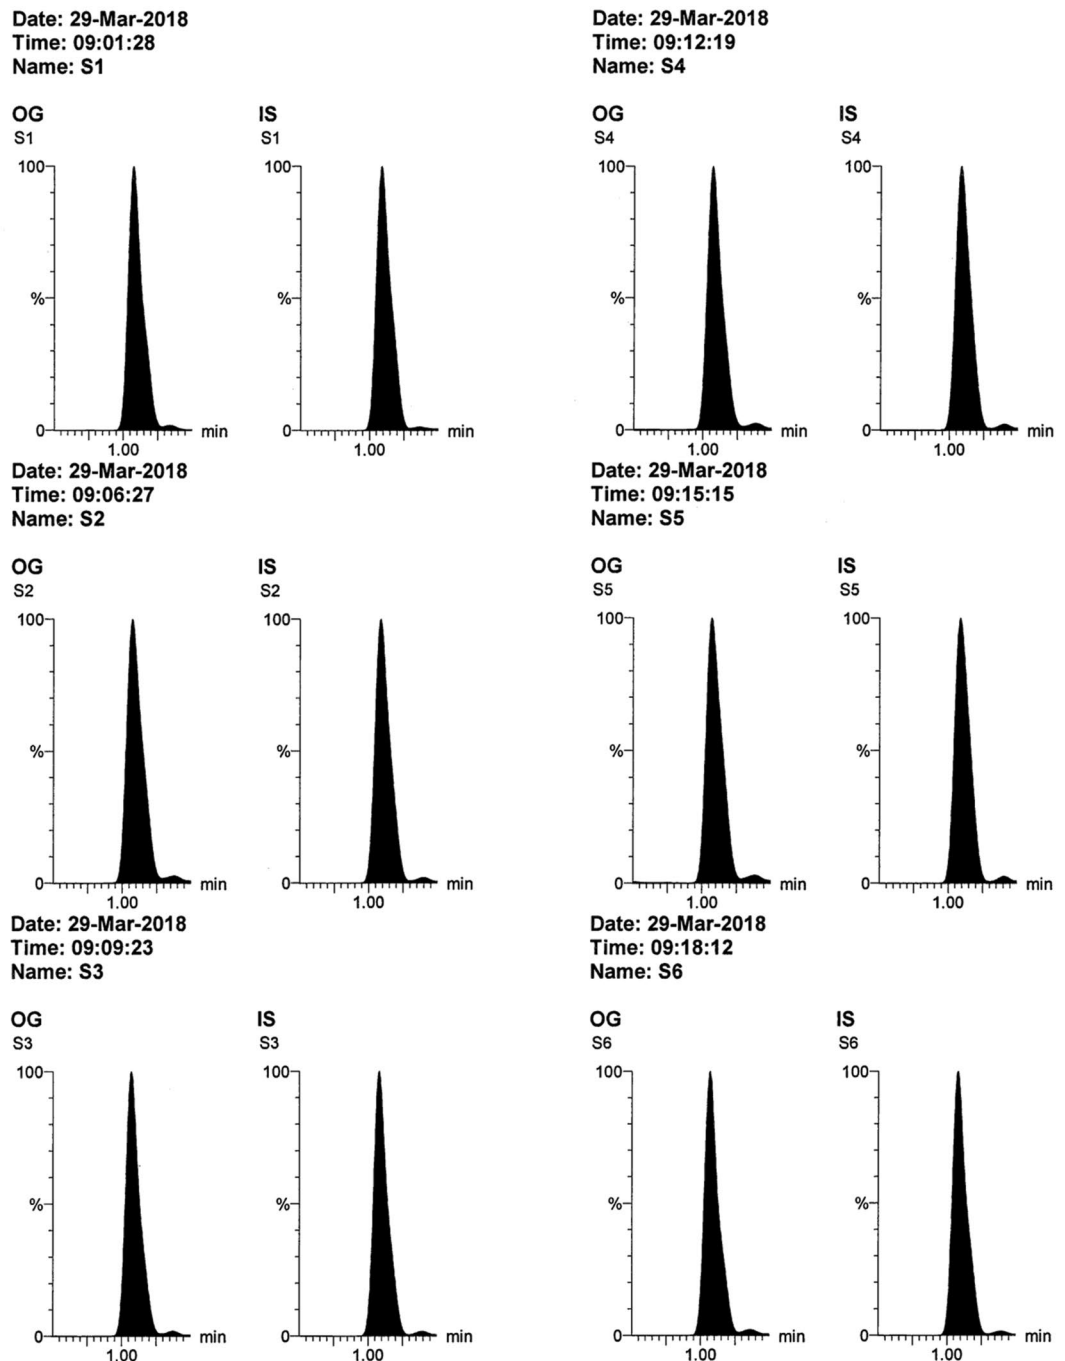 Date: 29-Mar-2018
Time: 09:01:28
Name: S1
OG
S1
100
%
0
1.00
min
IS
S1
100
%
0
1.00
min
Date: 29-Mar-2018
Time: 09:12:19
Name: S4
OG
S4
100
%
0
1.00
min
IS
S4
100
%
0
1.00
min
Date: 29-Mar-2018
Time: 09:06:27
Name: S2
OG
S2
100
%
0
1.00
min
IS
S2
100
%
0
1.00
min
Date: 29-Mar-2018
Time: 09:15:15
Name: S5
OG
S5
100
%
0
1.00
min
IS
S5
100
%
0
1.00
min
Date: 29-Mar-2018
Time: 09:09:23
Name: S3
OG
S3
100
%
0
1.00
min
IS
S3
100
%
0
1.00
min
Date: 29-Mar-2018
Time: 09:18:12
Name: S6
OG
S6
100
%
0
1.00
min
IS
S6
100
%
0
1.00
min